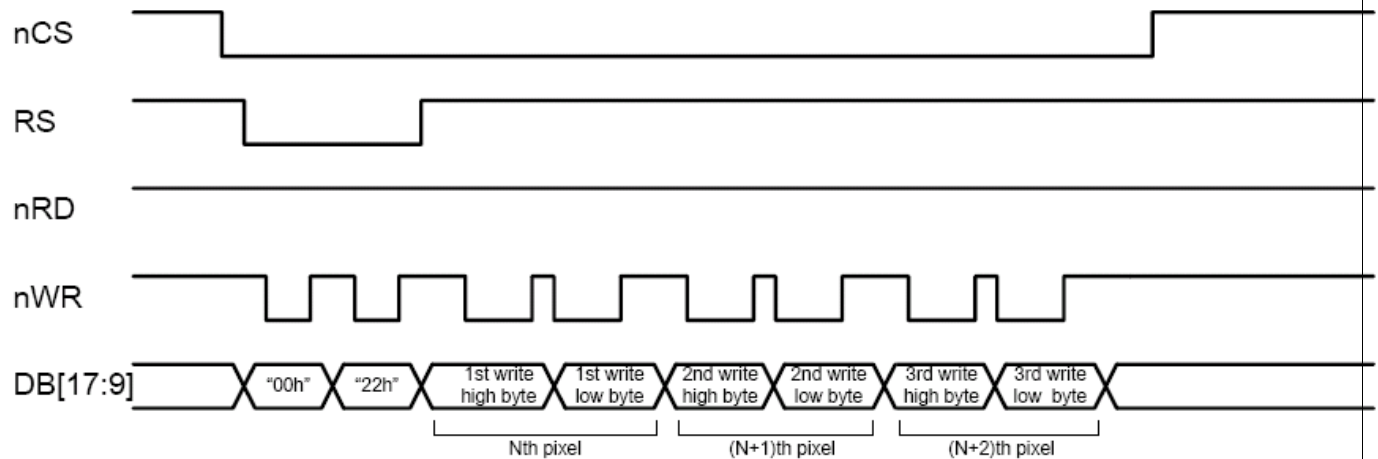 nCS
RS
nRD
nWR
DB[17:9]
“00h”
“22h”
1st write
high byte
1st write
low byte
2nd write
high byte
2nd write
low byte
3rd write
high byte
3rd write
low byte
Nth pixel
(N+1)th pixel
(N+2)th pixel